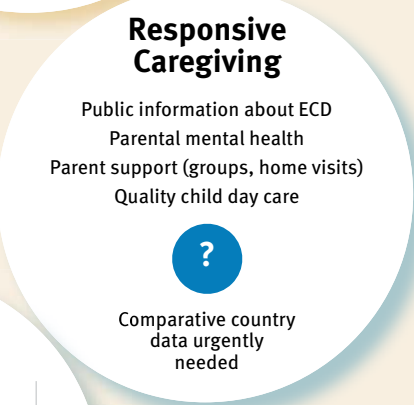 Responsive
Caregiving
Public information about ECD
Parental mental health
Parent support (groups, home visits)
Quality child day care
?
Comparative country
data urgently
needed